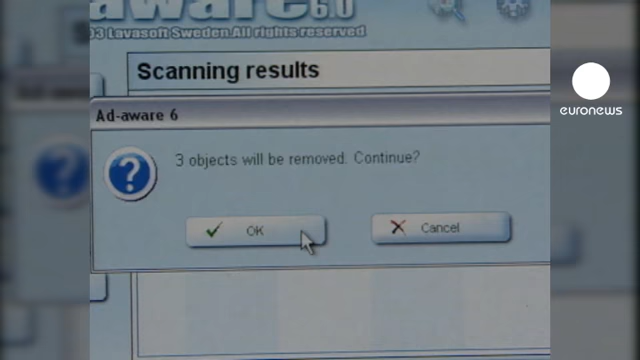 aware 6.0
03 Lavasoft Sweden.All rights reserved
Scanning results
Ad-aware 6
3 objects will be removed. Continue?
OK
Cancel
euronews